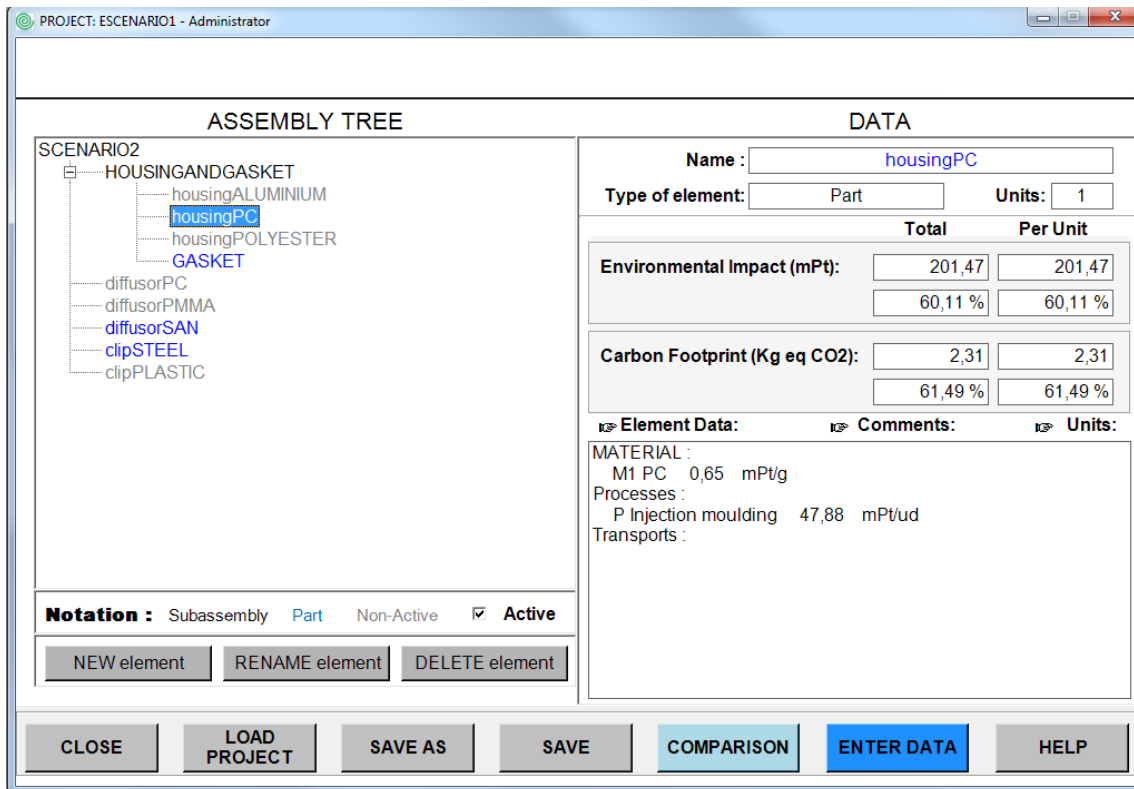 PROJECT: ESCENARIO1 - Administrator
ASSEMBLY TREE
SCENARIO2
HOUSINGANDGASKET
housingALUMINIUM
housingPC
housingPOLYESTER
GASKET
diffusorPC
diffusorPMMA
diffusorSAN
clipSTEEL
clipPLASTIC
Notation : Subassembly Part Non-Active Active
NEW element RENAME element DELETE element
DATA
Name : housingPC
Type of element: Part Units: 1
Total Per Unit
Environmental Impact (mPt): 201,47 201,47
60,11 % 60,11 %
Carbon Footprint (Kg eq CO2): 2,31 2,31
61,49 % 61,49 %
Element Data: Comments: Units:
MATERIAL :
M1 PC 0,65 mPt/g
Processes :
P Injection moulding 47,88 mPt/ud
Transports :
CLOSE LOAD PROJECT SAVE AS SAVE COMPARISON ENTER DATA HELP